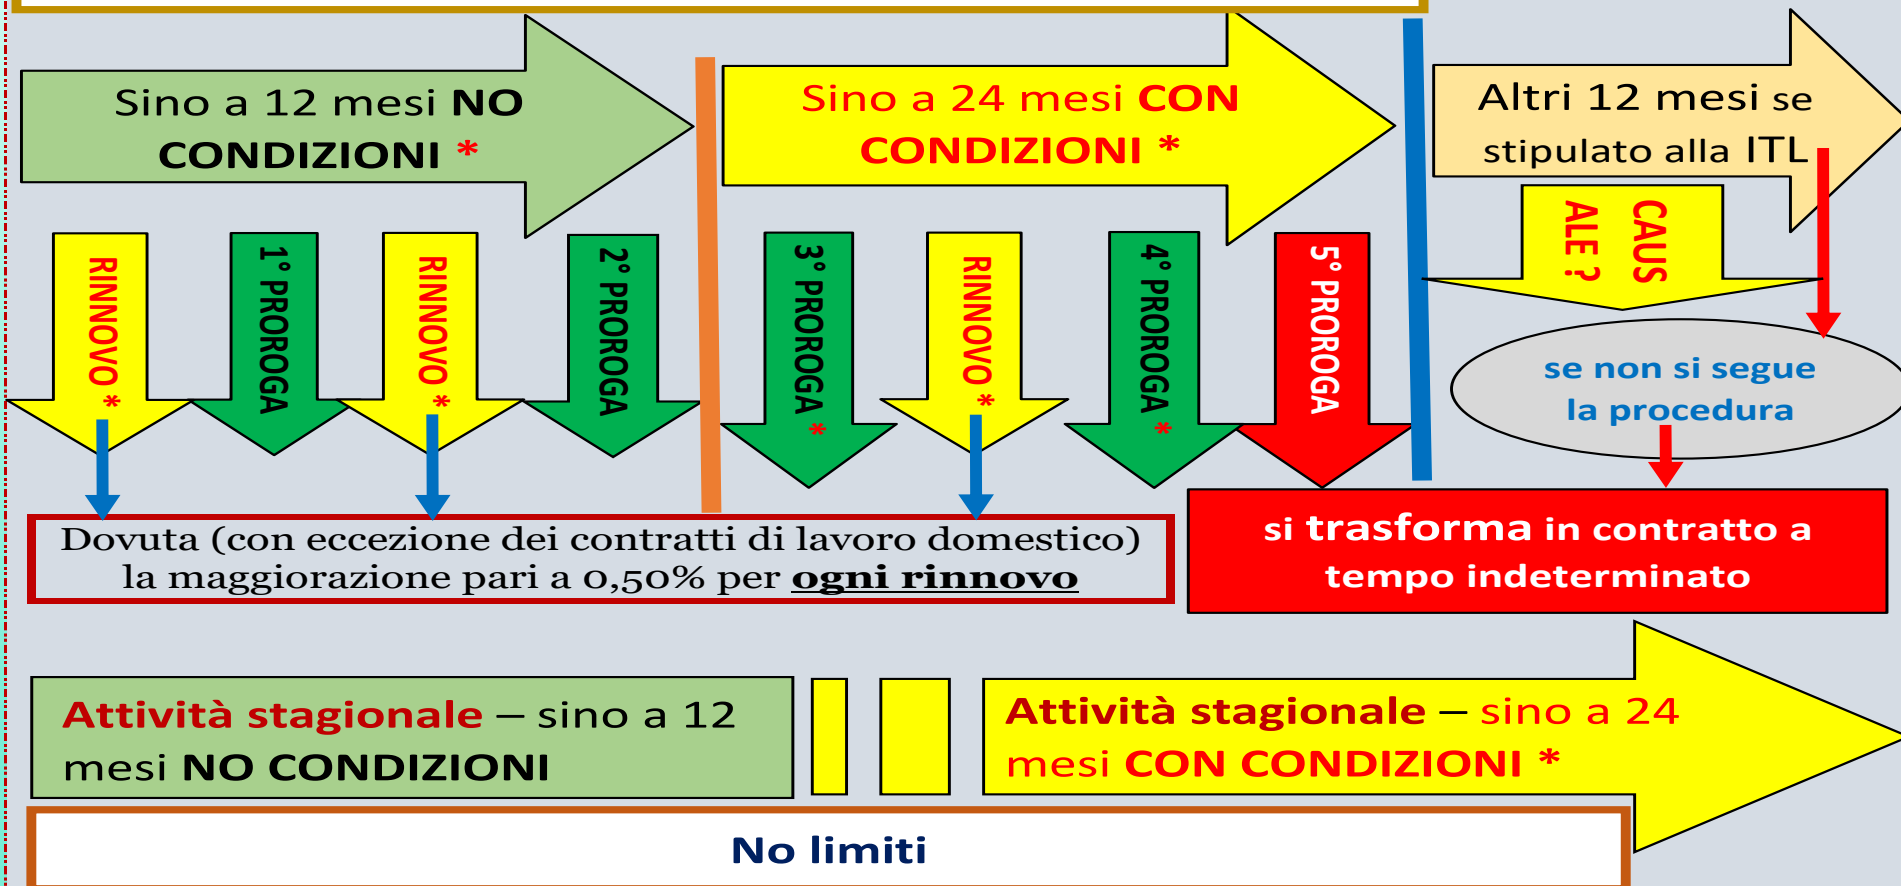 Sino a 12 mesi NO
CONDIZIONI *
Sino a 24 mesi CON
CONDIZIONI *
Altri 12 mesi se
stipulato alla ITL
RINNOVO *
1° PROROGA
RINNOVO *
2° PROROGA
3° PROROGA *
RINNOVO *
4° PROROGA *
5° PROROGA
CAUS
ALE ?
se non si segue
la procedura
Dovuta (con eccezione dei contratti di lavoro domestico)
la maggiorazione pari a 0,50% per ogni rinnovo
si trasforma in contratto a
tempo indeterminato
Attività stagionale – sino a 12
mesi NO CONDIZIONI
Attività stagionale – sino a 24
mesi CON CONDIZIONI *
No limiti